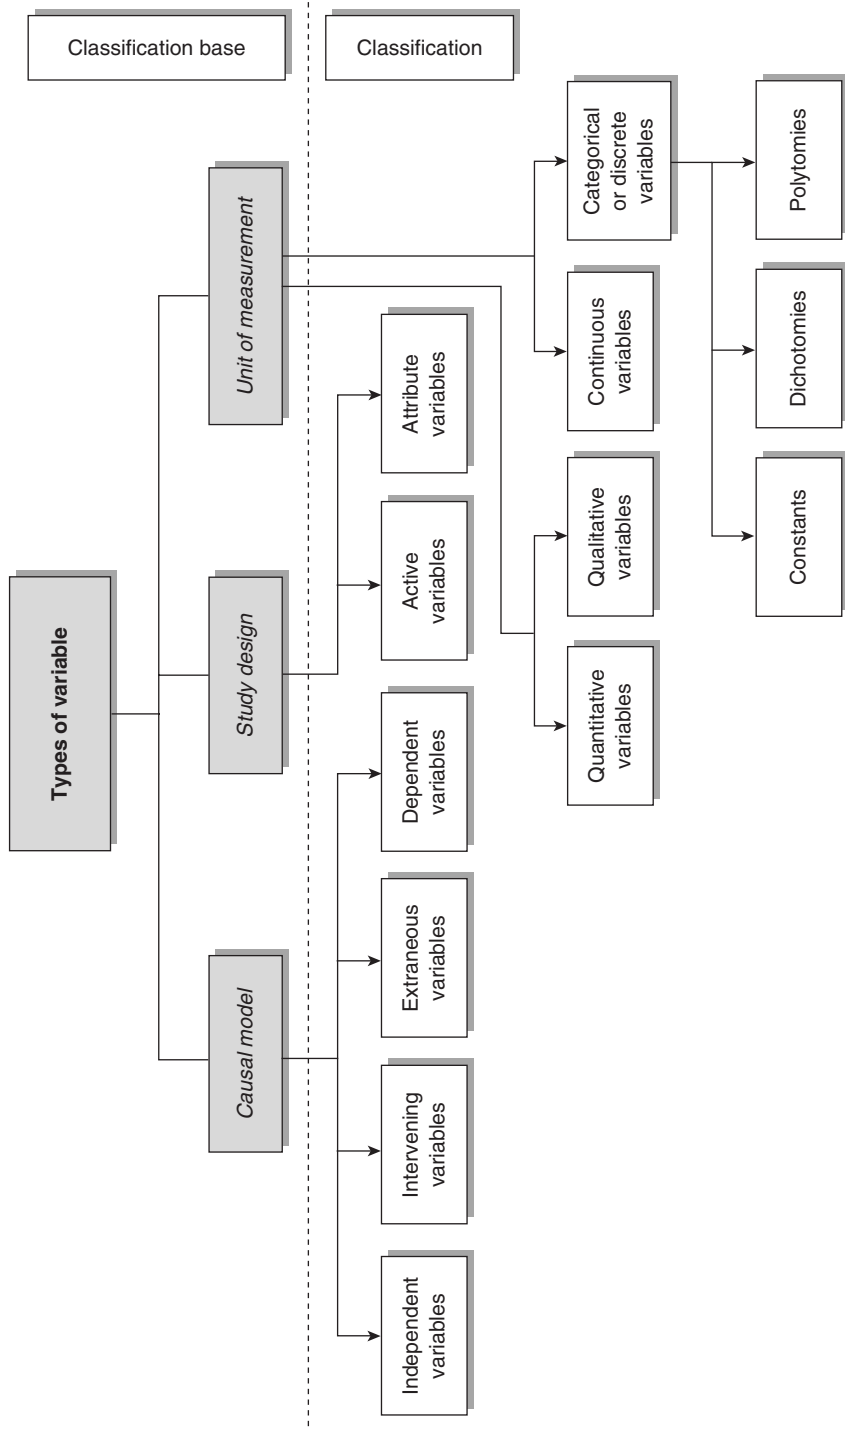 Classification base
Classification
Types of variable
Causal model
Study design
Unit of measurement
Independent
variables
Intervening
variables
Extraneous
variables
Dependent
variables
Active
variables
Attribute
variables
Quantitative
variables
Qualitative
variables
Continuous
variables
Categorical
or discrete
variables
Constants
Dichotomies
Polytomies